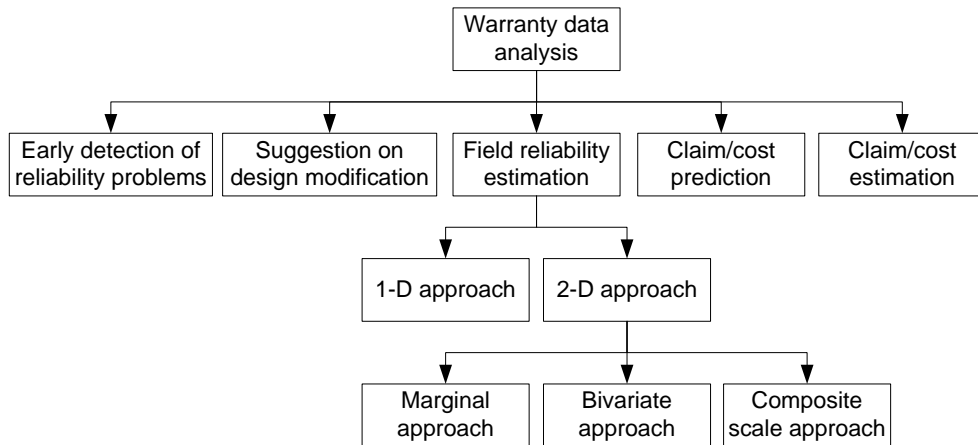 Warranty data
analysis
Early detection of
reliability problems
Suggestion on
design modification
Field reliability
estimation
Claim/cost
prediction
Claim/cost
estimation
1-D approach
2-D approach
Marginal
approach
Bivariate
approach
Composite
scale approach